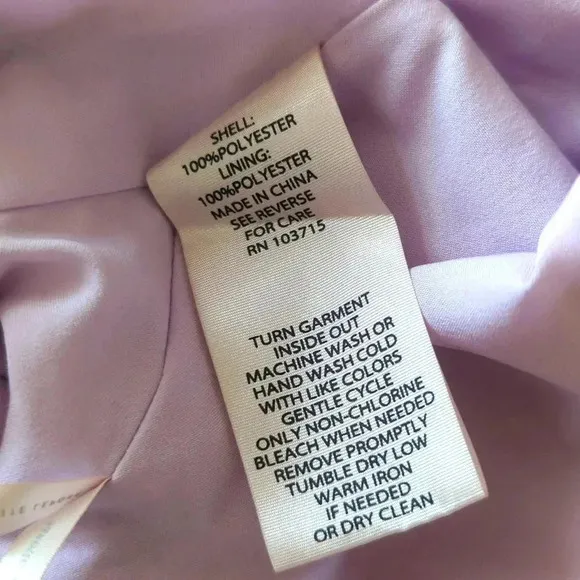 SHELL:
100%POLYESTER
LINING:
100%POLYESTER
MADE IN CHINA
SEE REVERSE
FOR CARE
RN 103715
TURN GARMENT
INSIDE OUT
MACHINE WASH OR
HAND WASH COLD
WITH LIKE COLORS
GENTLE CYCLE
ONLY NON-CHLORINE
BLEACH WHEN NEEDED
REMOVE PROMPTLY
TUMBLE DRY LOW
WARM IRON
IF NEEDED
OR DRY CLEAN